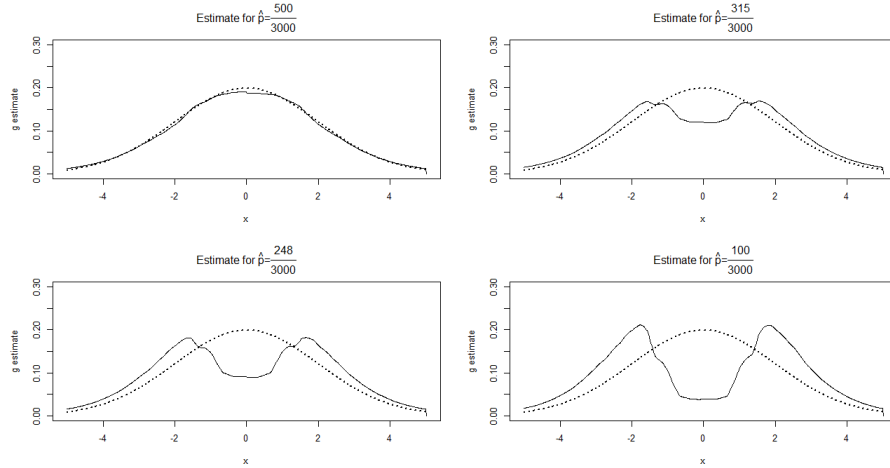 Estimate for p̂=500/3000
g estimate
0.00 0.10 0.20 0.30
-4 -2 0 2 4
x
Estimate for p̂=315/3000
g estimate
0.00 0.10 0.20 0.30
-4 -2 0 2 4
x
Estimate for p̂=248/3000
g estimate
0.00 0.10 0.20 0.30
-4 -2 0 2 4
x
Estimate for p̂=100/3000
g estimate
0.00 0.10 0.20 0.30
-4 -2 0 2 4
x